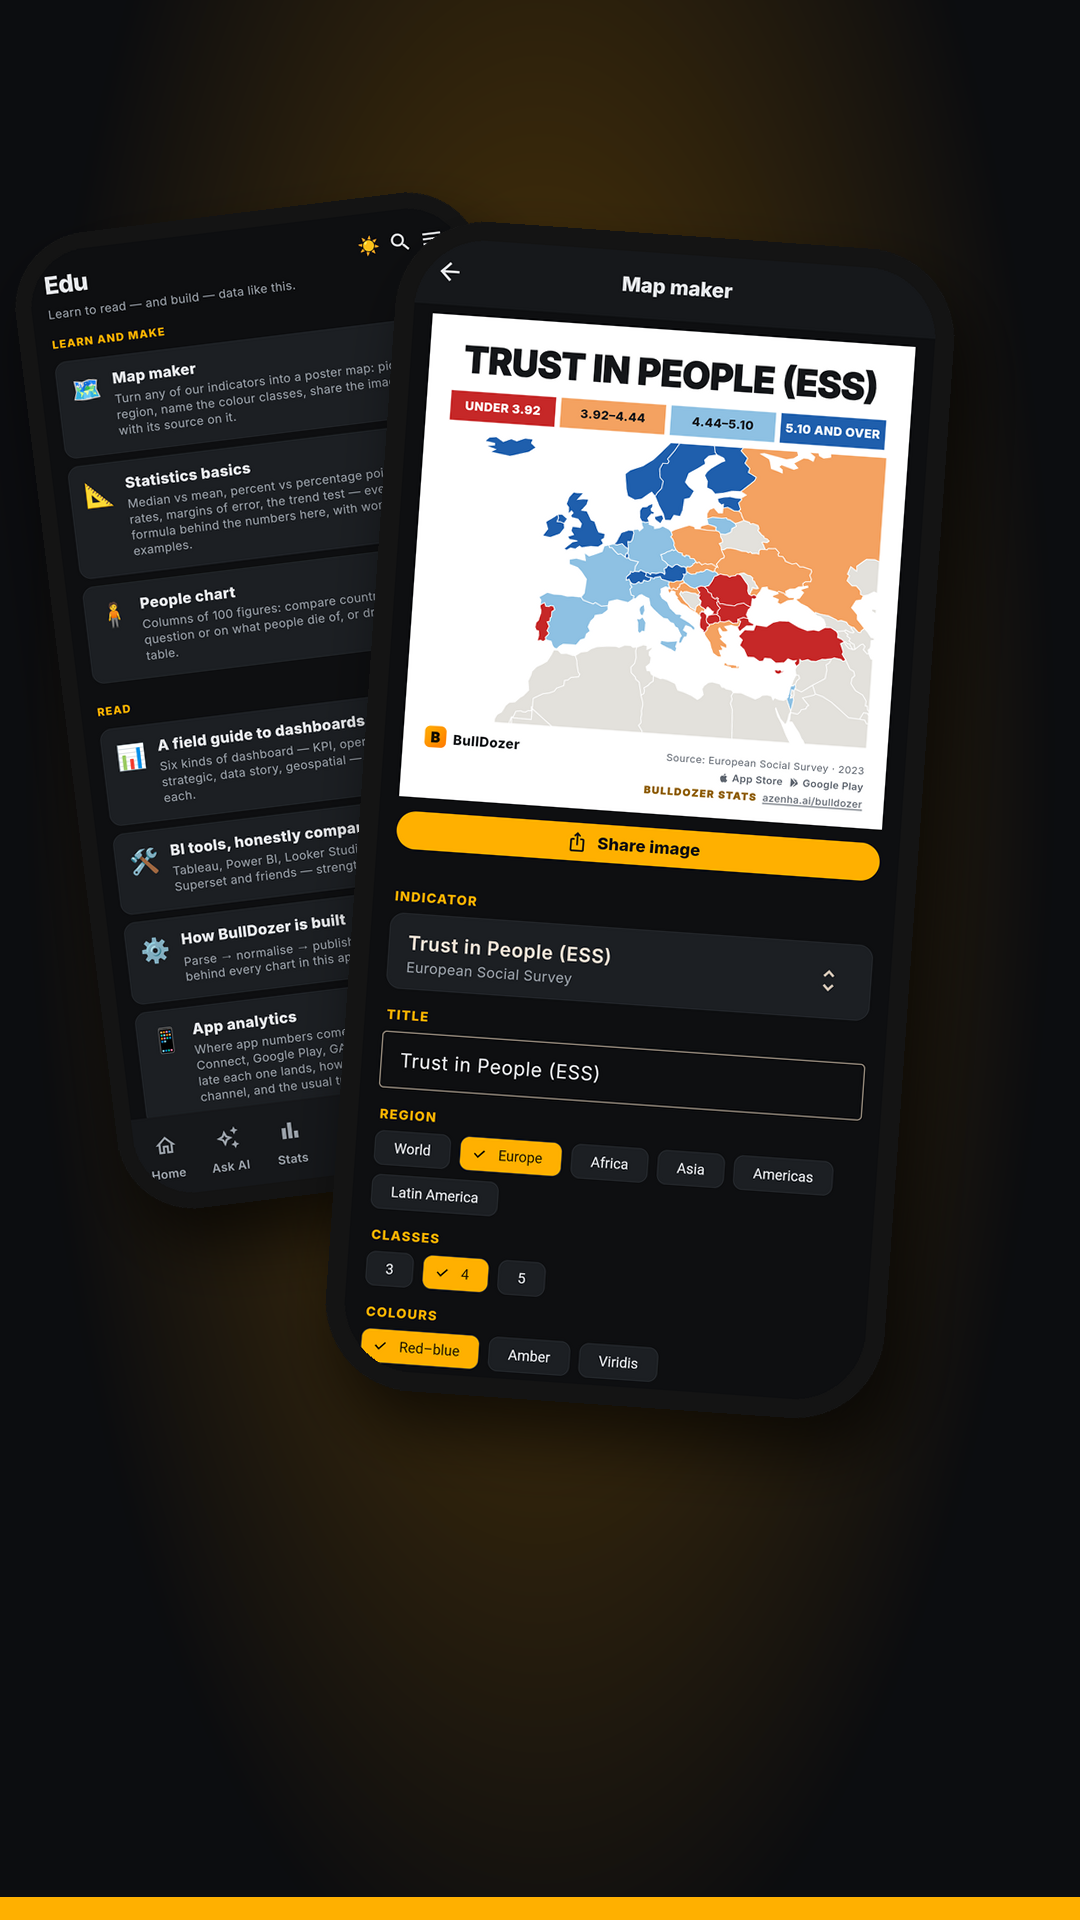 Edu
Learn to read — and build — data like this.
LEARN AND MAKE
Map maker
Turn any of our indicators into a poster map:
region, name the colour classes, share the
with its source on it.
Statistics basics
Median vs mean, percent vs percentage
rates, margins of error, the trend test —
formula behind the numbers here, with
examples.
People chart
Columns of 100 figures: compare
question or on what people die of, or
table.
READ
A field guide to dashboards
Six kinds of dashboard — KPI,
strategic, data story, geospatial —
each.
BI tools, honestly
Tableau, Power BI, Looker
Superset and friends —
How BullDozer is built
Parse → normalise →
behind every chart in this
App analytics
Where app numbers
Connect, Google Play,
late each one lands,
channel, and the usual
Home
Ask AI
Stats
Map maker
TRUST IN PEOPLE (ESS)
UNDER 3.92
3.92–4.44
4.44–5.10
5.10 AND OVER
B BullDozer
Source: European Social Survey · 2023
App Store Google Play
BULLDOZER STATS azenha.ai/bulldozer
Share image
INDICATOR
Trust in People (ESS)
European Social Survey
TITLE
Trust in People (ESS)
REGION
World Europe Africa Asia Americas
Latin America
CLASSES
3 4 5
COLOURS
Red–blue Amber Viridis